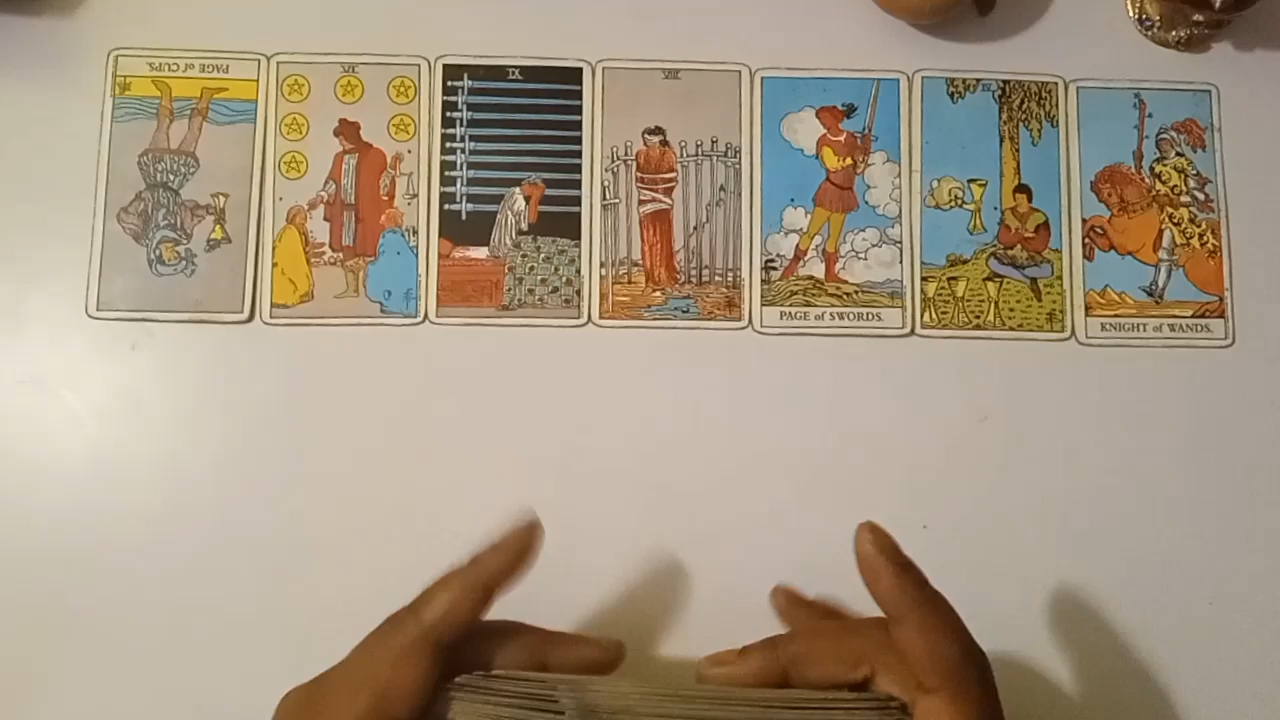 PAGE of CUPS.
VI
IX
VIII
PAGE of SWORDS.
IV
KNIGHT of WANDS.